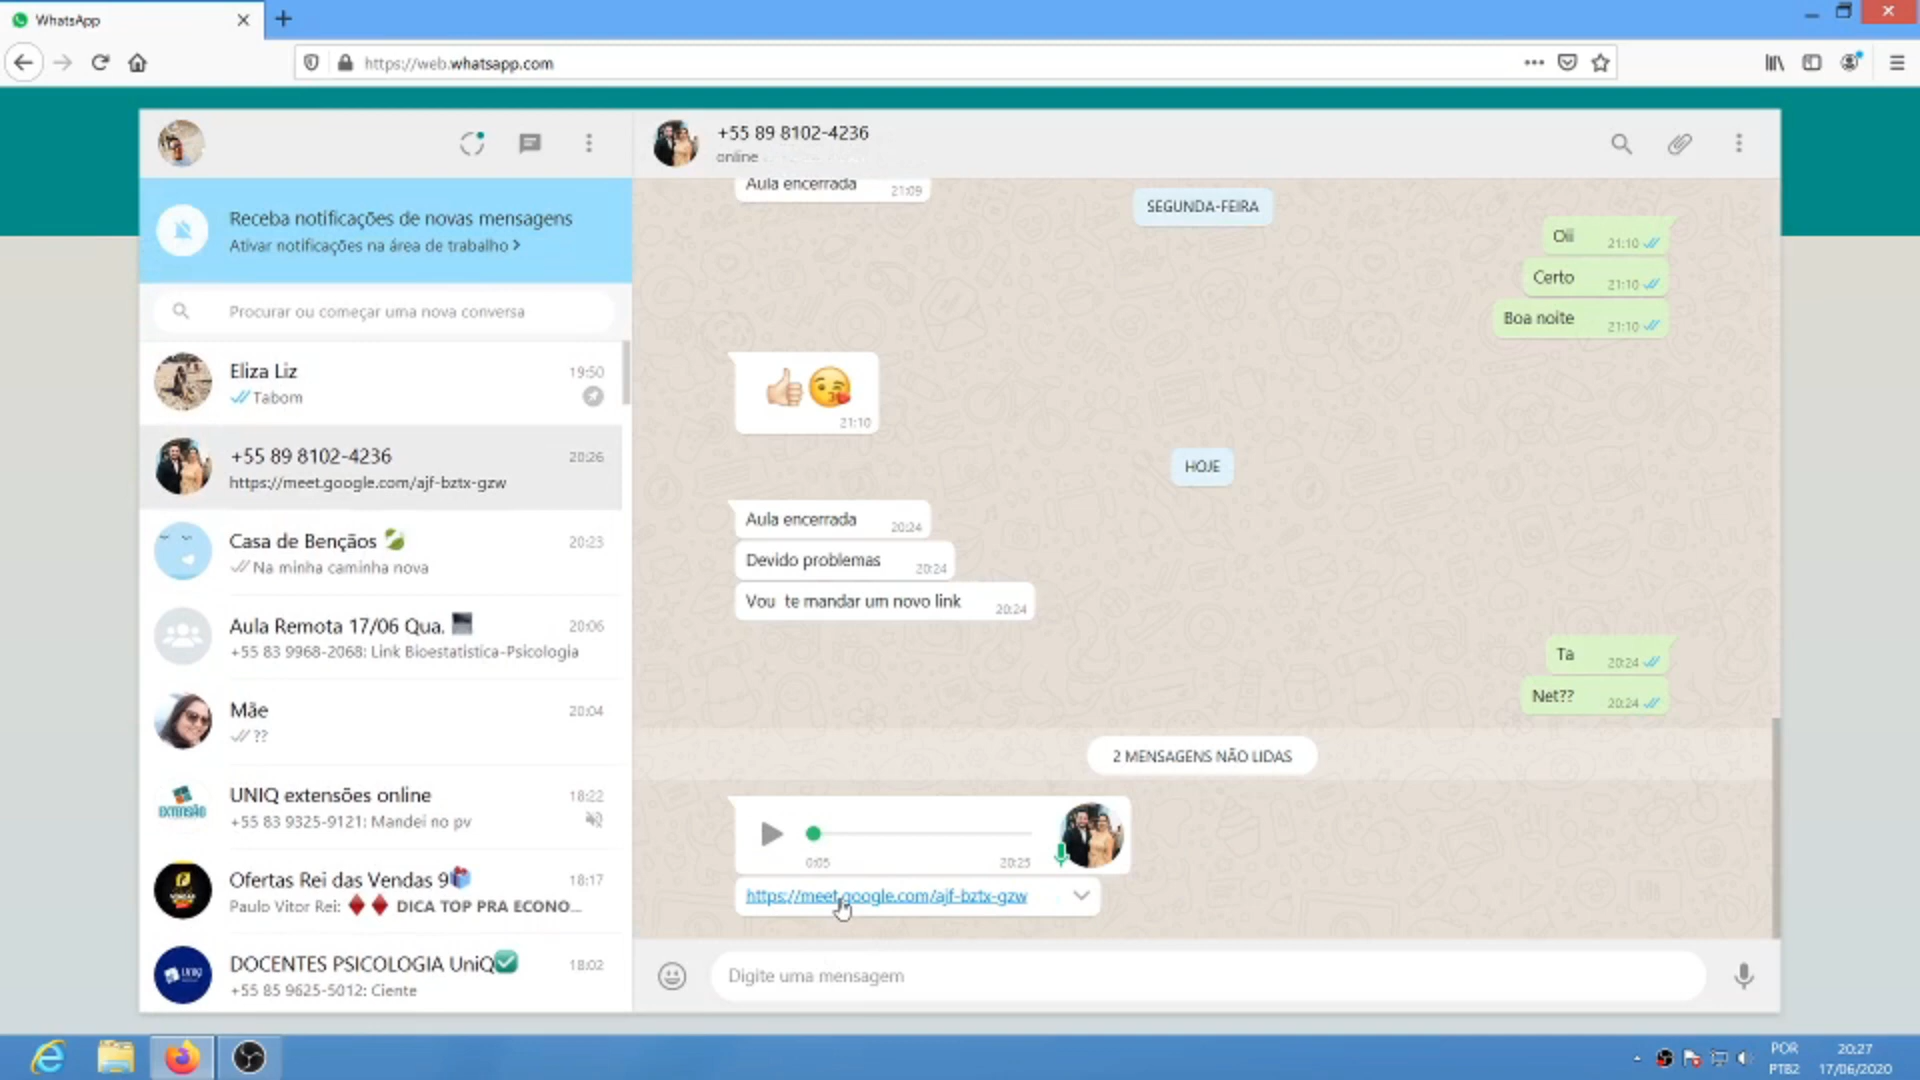 WhatsApp
https://web.whatsapp.com
Receba notificações de novas mensagens
Ativar notificações na área de trabalho >
Procurar ou começar uma nova conversa
Eliza Liz 19:50
Tabom
+55 89 8102-4236 20:26
https://meet.google.com/ajf-bztx-gzw
Casa de Bençãos 20:23
Na minha caminha nova
Aula Remota 17/06 Qua. 20:06
+55 83 9968-2068: Link Bioestatistica-Psicologia
Mãe 20:04
??
UNIQ extensões online 18:22
+55 83 9325-9121: Mandei no pv
EXTENSÃO
Ofertas Rei das Vendas 9 18:17
Paulo Vitor Rei: DICA TOP PRA ECONO...
DOCENTES PSICOLOGIA UniQ 18:02
+55 85 9625-5012: Ciente
UNIQ
+55 89 8102-4236
online
Aula encerrada 21:09
SEGUNDA-FEIRA
Oii 21:10
Certo 21:10
Boa noite 21:10
21:10
HOJE
Aula encerrada 20:24
Devido problemas 20:24
Vou te mandar um novo link 20:24
Ta 20:24
Net?? 20:24
2 MENSAGENS NÃO LIDAS
0:05 20:25
https://meet.google.com/ajf-bztx-gzw
Digite uma mensagem
POR
PTB2
20:27
17/06/2020